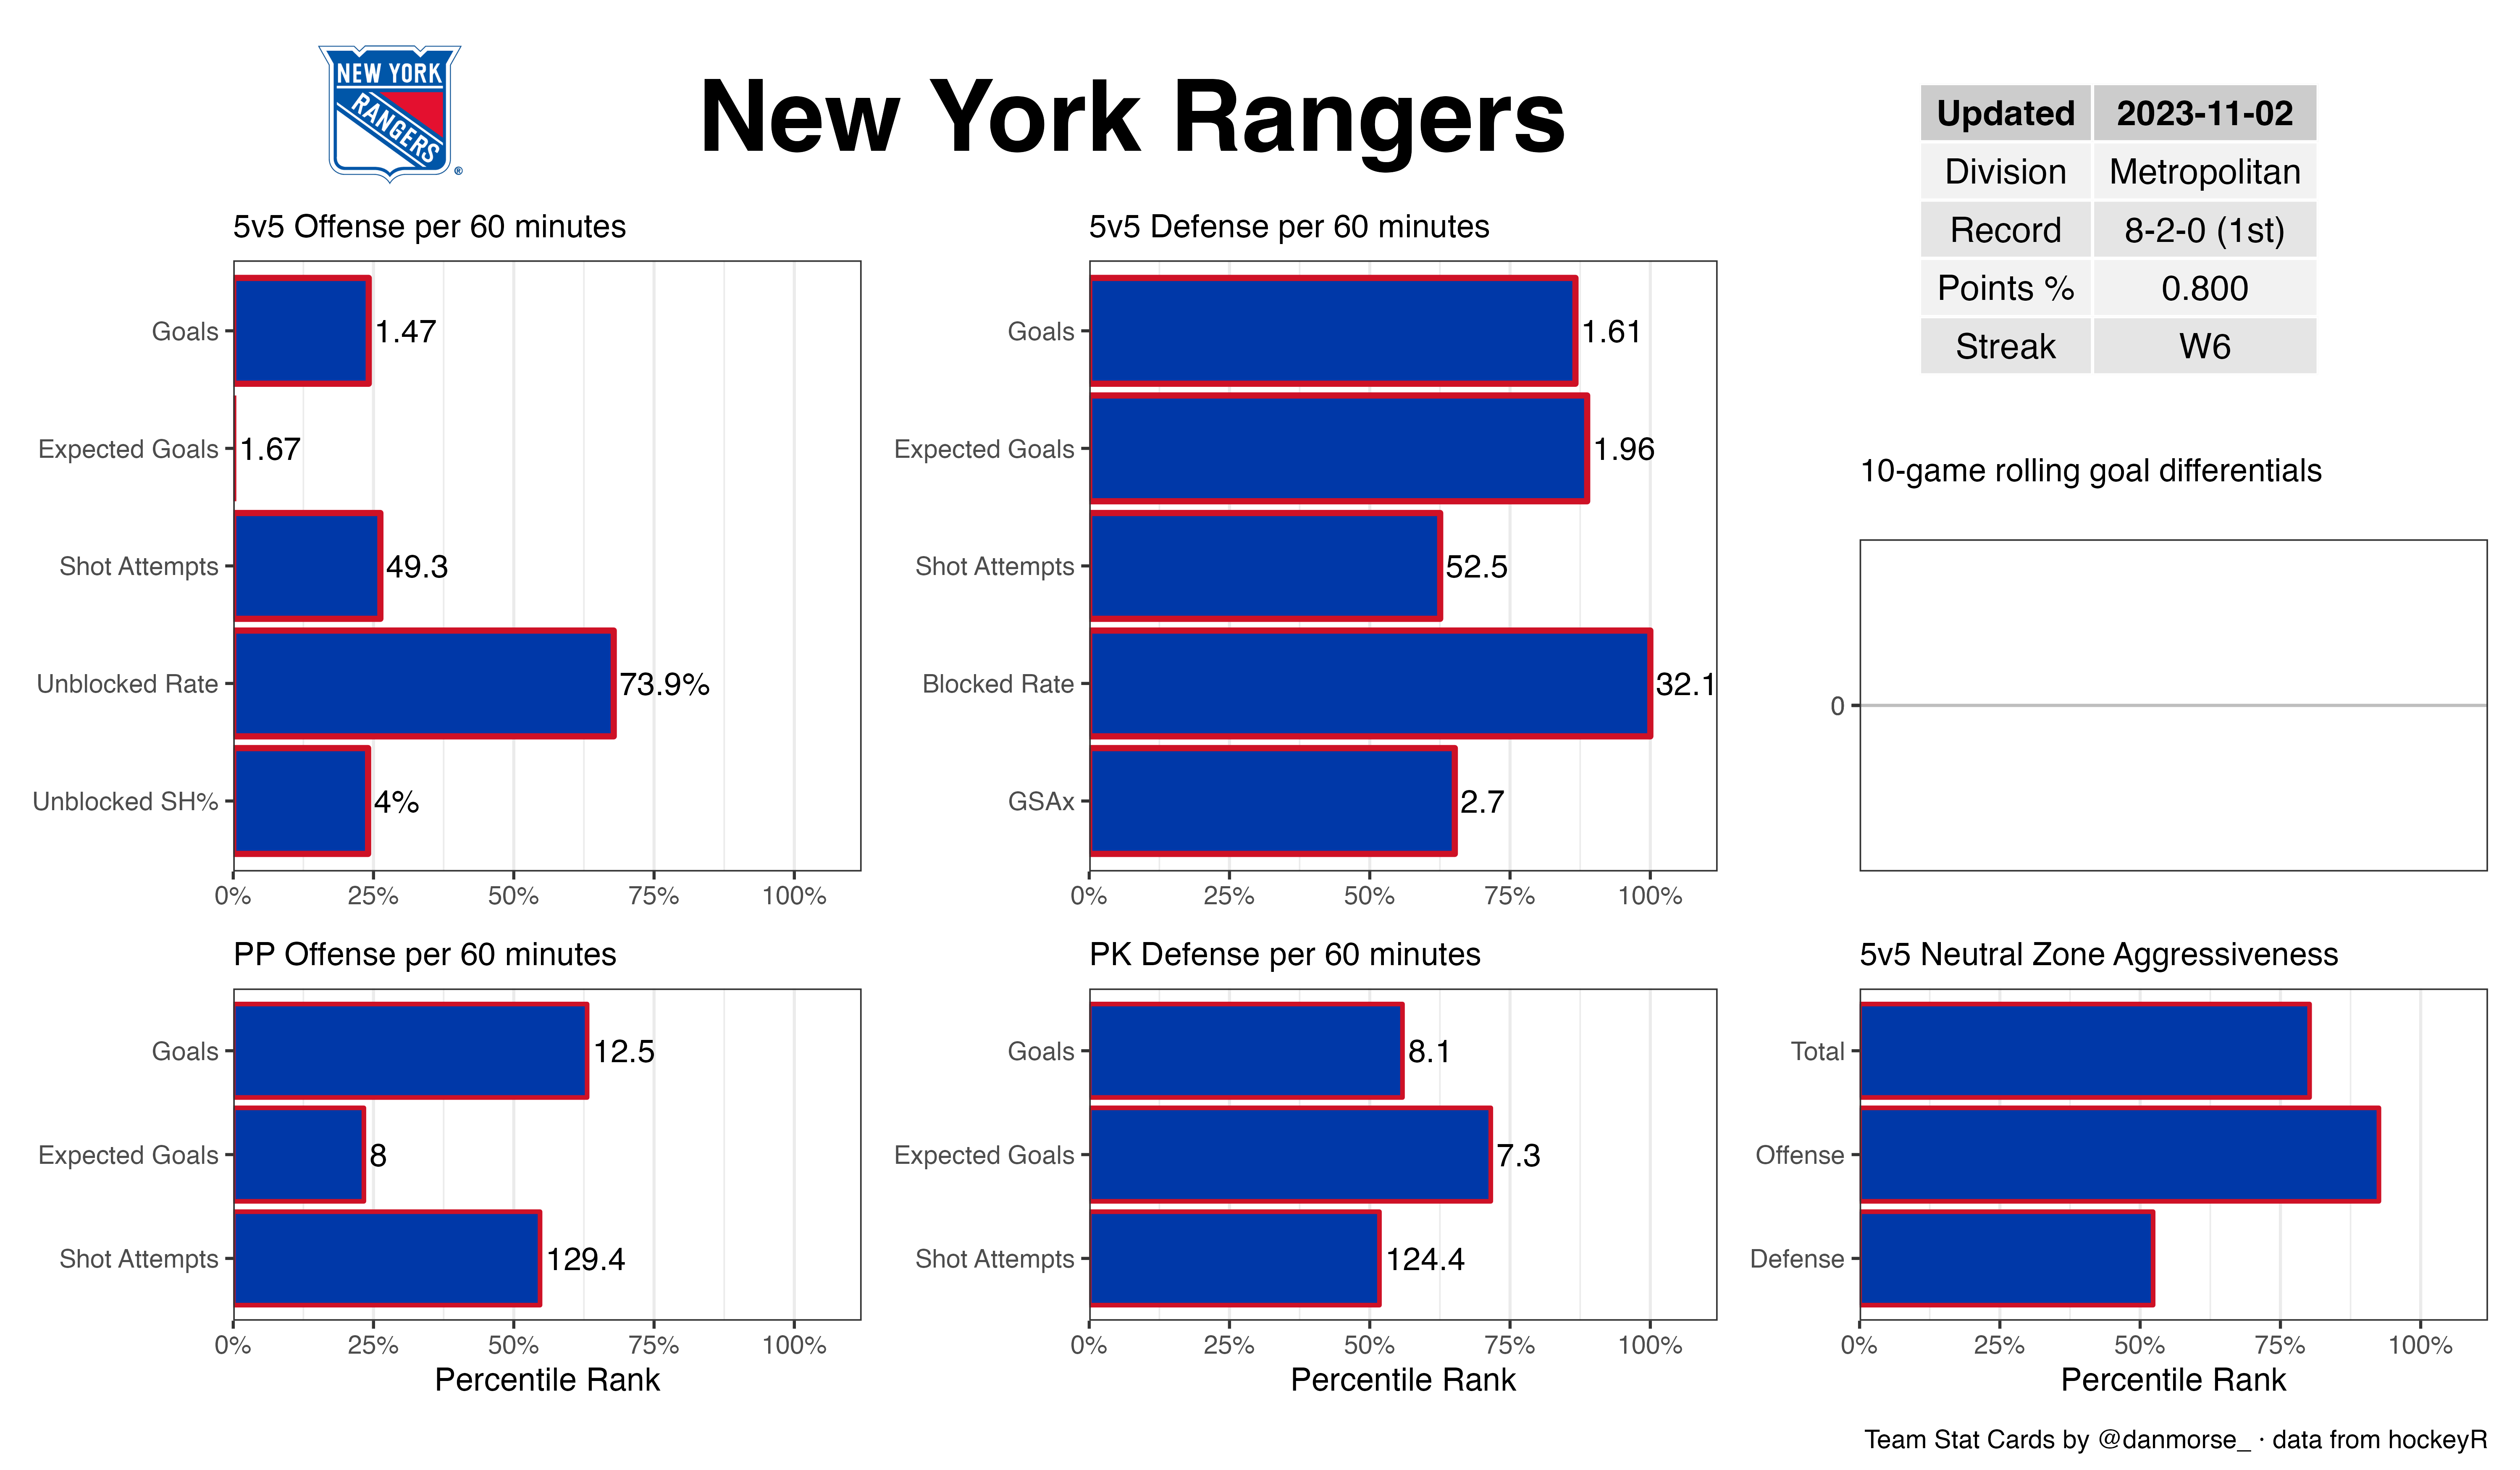 NEW YORK
RANGERS
®
New York Rangers
Updated 2023-11-02
Division Metropolitan
Record 8-2-0 (1st)
Points % 0.800
Streak W6
5v5 Offense per 60 minutes
Goals 1.47
Expected Goals 1.67
Shot Attempts 49.3
Unblocked Rate 73.9%
Unblocked SH% 4%
0% 25% 50% 75% 100%
5v5 Defense per 60 minutes
Goals 1.61
Expected Goals 1.96
Shot Attempts 52.5
Blocked Rate 32.1
GSAx 2.7
0% 25% 50% 75% 100%
10-game rolling goal differentials
0
PP Offense per 60 minutes
Goals 12.5
Expected Goals 8
Shot Attempts 129.4
0% 25% 50% 75% 100%
Percentile Rank
PK Defense per 60 minutes
Goals 8.1
Expected Goals 7.3
Shot Attempts 124.4
0% 25% 50% 75% 100%
Percentile Rank
5v5 Neutral Zone Aggressiveness
Total
Offense
Defense
0% 25% 50% 75% 100%
Percentile Rank
Team Stat Cards by @danmorse_ · data from hockeyR